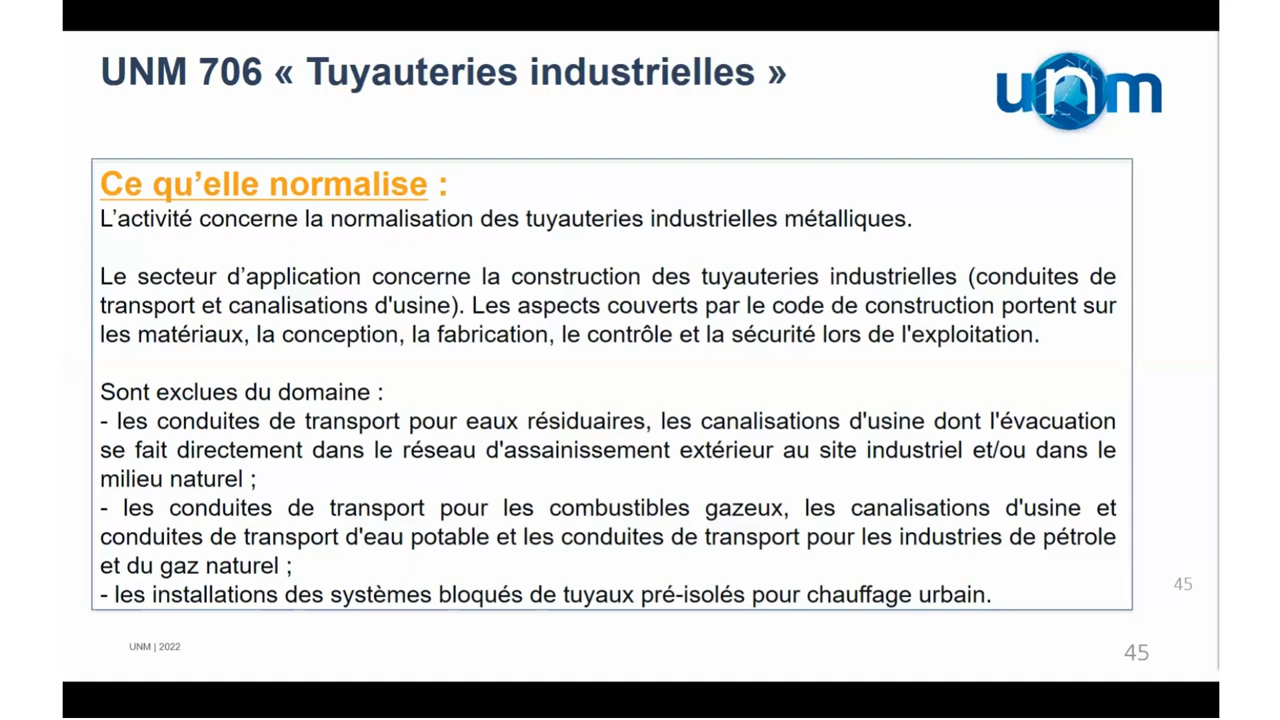 UNM 706 « Tuyauteries industrielles »
unm
Ce qu’elle normalise :
L’activité concerne la normalisation des tuyauteries industrielles métalliques.
Le secteur d’application concerne la construction des tuyauteries industrielles (conduites de
transport et canalisations d'usine). Les aspects couverts par le code de construction portent sur
les matériaux, la conception, la fabrication, le contrôle et la sécurité lors de l'exploitation.
Sont exclues du domaine :
- les conduites de transport pour eaux résiduaires, les canalisations d'usine dont l'évacuation
se fait directement dans le réseau d'assainissement extérieur au site industriel et/ou dans le
milieu naturel ;
- les conduites de transport pour les combustibles gazeux, les canalisations d'usine et
conduites de transport d'eau potable et les conduites de transport pour les industries de pétrole
et du gaz naturel ;
- les installations des systèmes bloqués de tuyaux pré-isolés pour chauffage urbain.
45
UNM | 2022
45